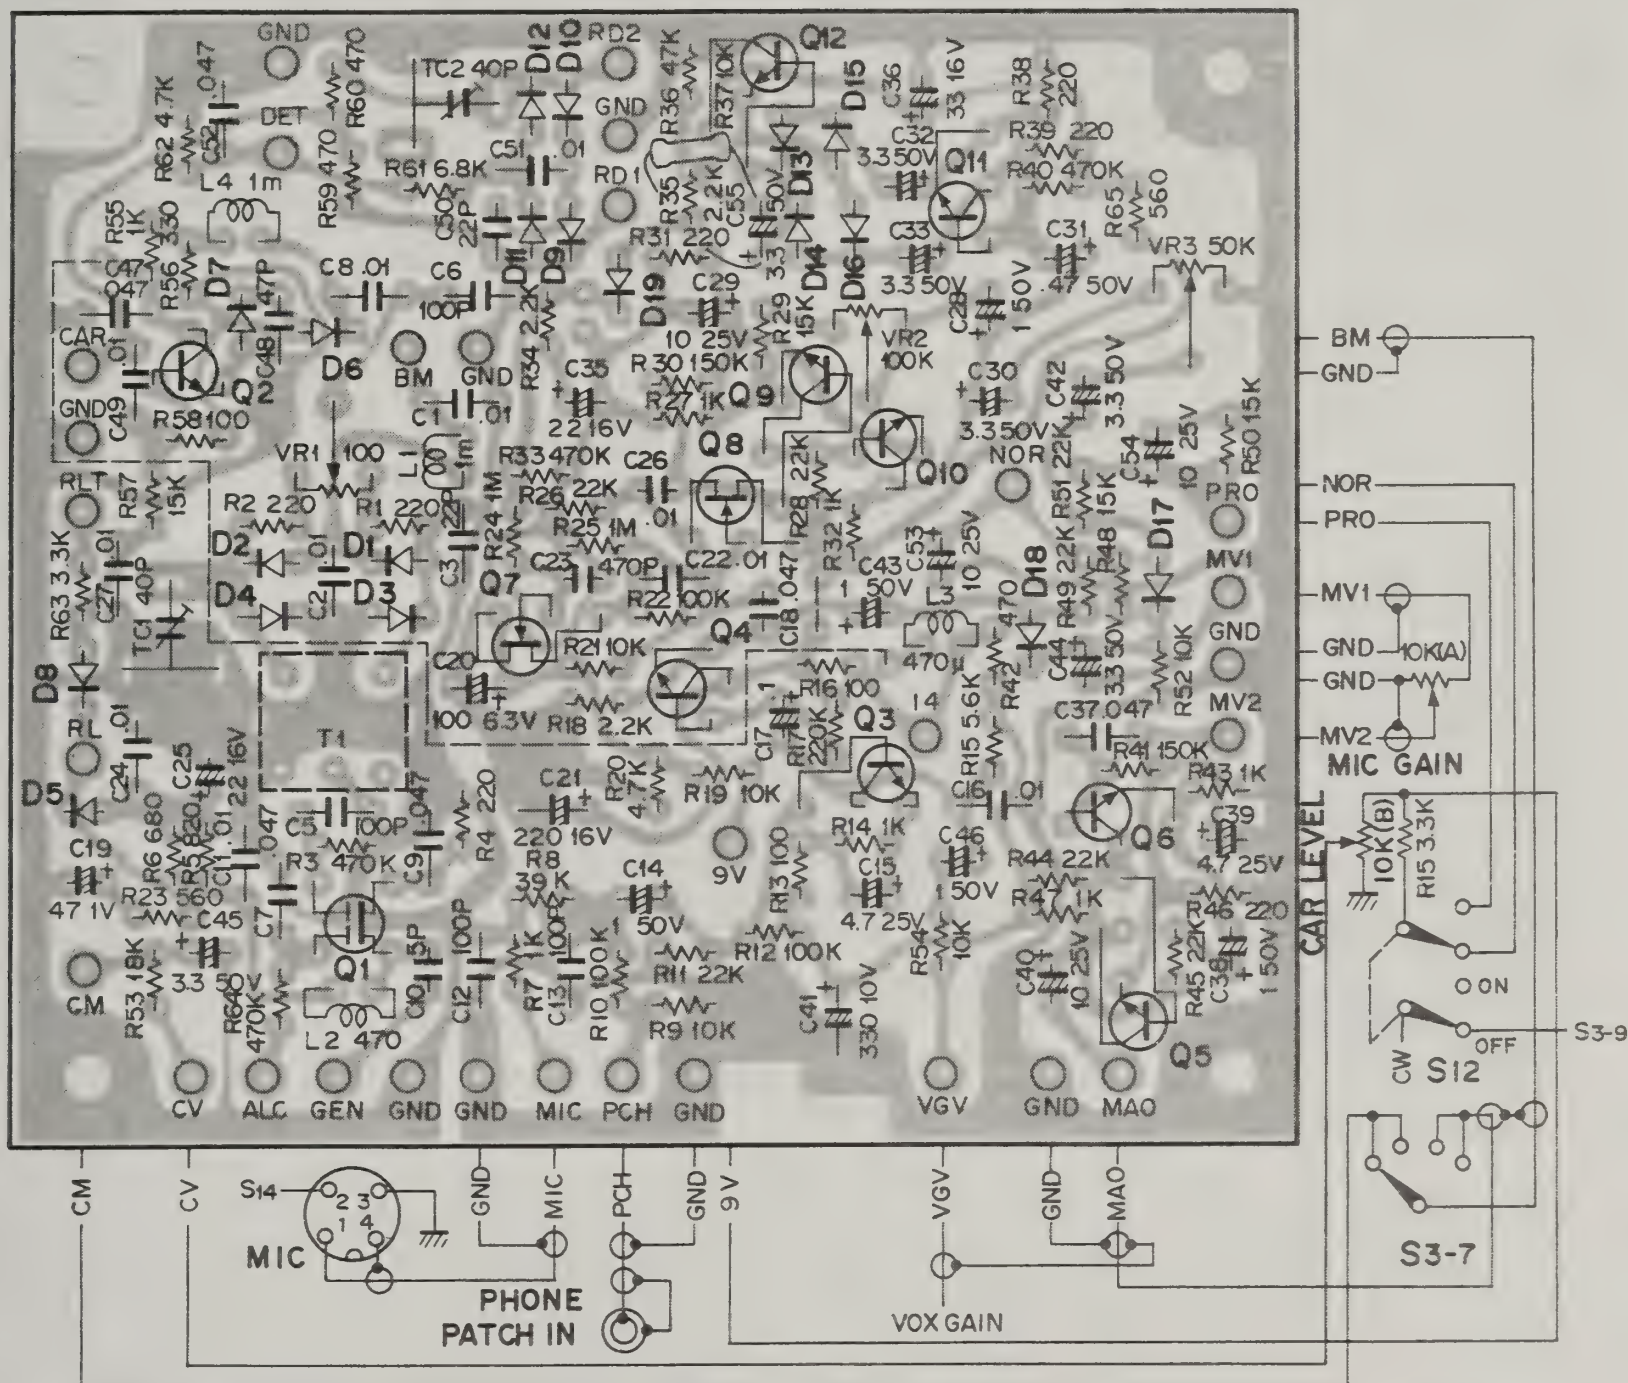 GND
R60 470
.047
C52
R62 4.7K
DET
R59 470
L4 1m
R55 1K
R56 330
C47 .047
D7
47P
C48
TC2 40P
D12
D10
RD2
GND
C51 .01
R61 6.8K
RD1
C50 22P
D11
D9
R36 47K
R37 10K
Q12
D15
D13
R35 2.2K
C55 3.3 50V
R31 220
D14
D16
D19
C36 33 16V
C32 3.3 50V
Q11
C33 3.3 50V
R38 220
R39 220
R40 470K
R65 560
C31 .47 50V
VR3 50K
C28 1 50V
C8 .01
C6 100P
R34 2.2K
C29 10 25V
R29 15K
VR2 100K
CAR
.01
C49
GND
Q2
R58 100
D6
BM
GND
C1 .01
C35 22 16V
R30 150K
R27 1K
Q9
C30 3.3 50V
C42 3.3 50V
NOR
C54 10 25V
R50 15K
PRO
VR1 100
L1 1m
R33 470K
C26 .01
Q8
Q10
R28 22K
R32 1K
RLT
R57 15K
R2 220
R1 220
C3 22P
R24 1M
R26 22K
R25 1M
C53 10 25V
R51 22K
R48 15K
R49 22K
D17
D18
MV1
D2
D1
D4
D3
C2 .01
C27 .01
R63 3.3K
TC1 40P
Q7
C23 470P
C22 .01
R22 100K
C18 .047
C43 1 50V
L3 470µ
R42 470
C44 3.3 50V
R52 10K
GND
MV2
Q4
R21 10K
R18 2.2K
C20 100 6.3V
R16 100
R17 220K
C17 1
Q3
14
R15 5.6K
C37 .047
R41 150K
D8
RL
C24 .01
C25 22 16V
T1
D5
C19 47 1V
R6 680
R5 820
C11 .01
C5 100P
R3 470K
C7 .047
C9 .047
R4 220
C21 220 16V
R20 4.7K
R19 10K
9V
R8 39K
C14 1 50V
R13 100
R14 1K
C15 4.7 25V
C16 .01
C46 1 50V
Q6
R43 1K
C39 4.7 25V
R44 22K
R47 1K
R46 220
R23 560
C45 3.3 50V
R53 18K
R64 470K
CM
Q1
L2 470
C12 100P
R7 1K
C13 100P
R10 100K
R11 22K
R9 10K
R12 100K
C41 330 10V
R54 10K
C40 10 25V
R45 22K
C38 1 50V
Q5
CV ALC GEN GND GND MIC PCH GND VGV GND MAO
BM
GND
NOR
PRO
MV1
GND
10K(A)
GND
MV2
MIC GAIN
CAR LEVEL
10K(B)
R15 3.3K
ON
OFF
S3-9
CW
S12
S3-7
CM
CV
S14
2 3
1 4
MIC
GND
MIC
PCH
GND
9V
VGV
GND
MAO
PHONE
PATCH IN
VOX GAIN